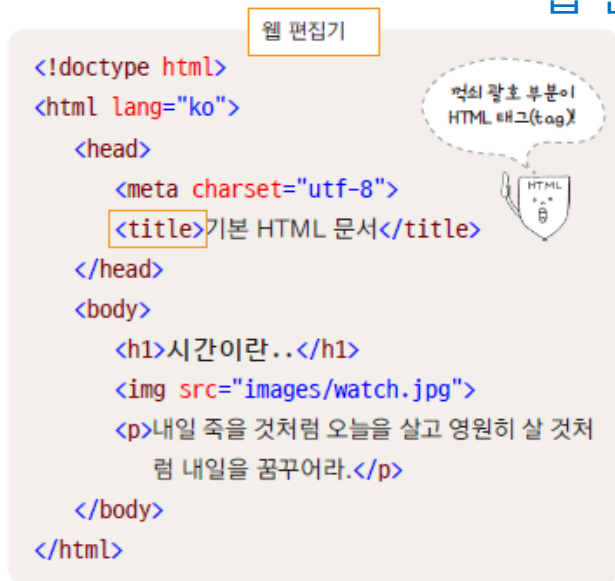 웹 편집기
<!doctype html>
<html lang="ko">
<head>
<meta charset="utf-8">
<title>기본 HTML 문서</title>
</head>
<body>
<h1>시간이란..</h1>
<img src="images/watch.jpg">
<p>내일 죽을 것처럼 오늘을 살고 영원히 살 것처
럼 내일을 꿈꾸어라.</p>
</body>
</html>
꺽쇠 괄호 부분이
HTML 태그(tag)!
HTML